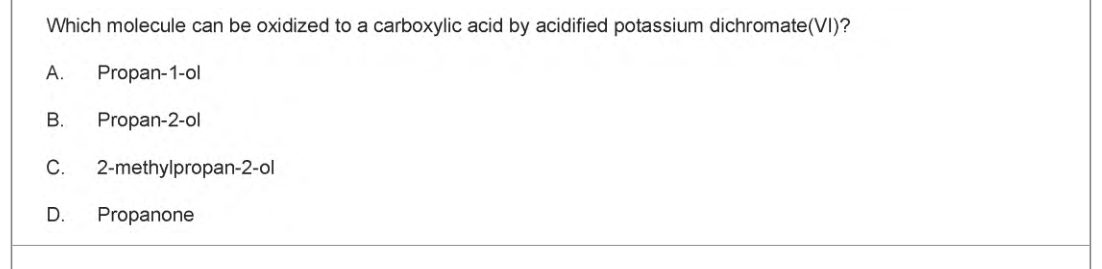 Which molecule can be oxidized to a carboxylic acid by acidified potassium dichromate(VI)?
A. Propan-1-ol
B. Propan-2-ol
C. 2-methylpropan-2-ol
D. Propanone